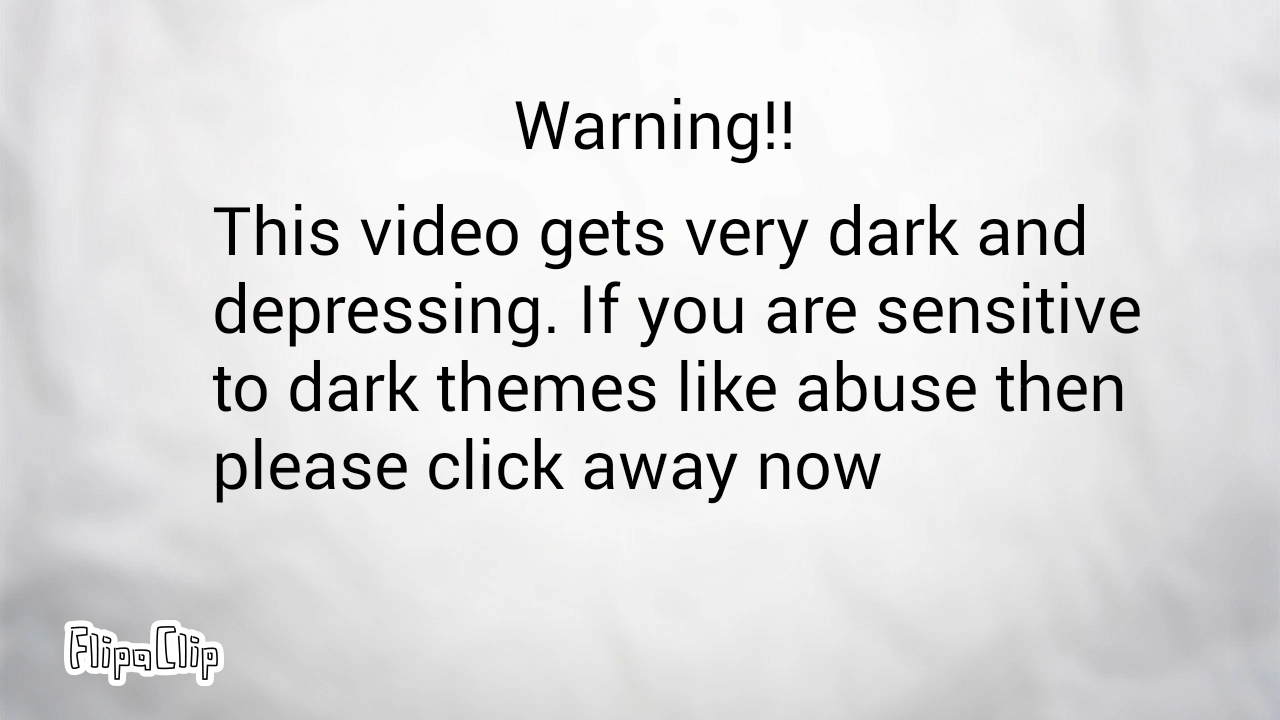 Warning!!
This video gets very dark and
depressing. If you are sensitive
to dark themes like abuse then
please click away now
FlipaClip